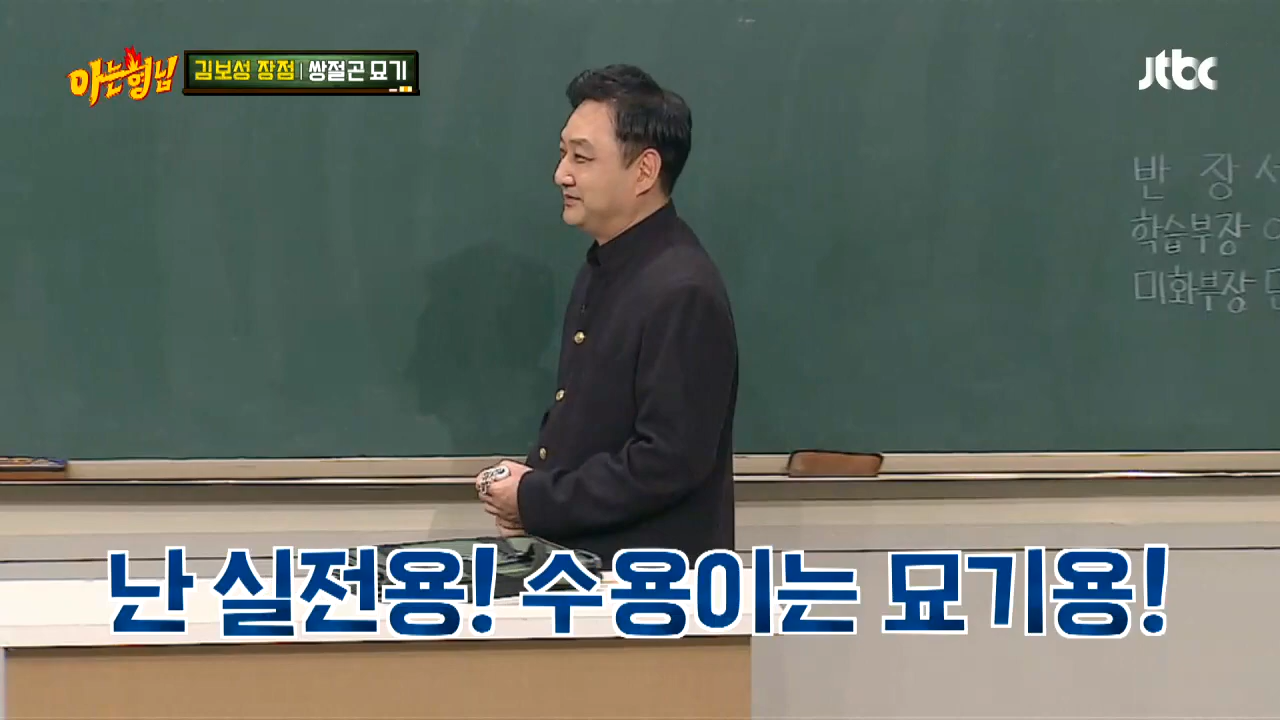 아는형님
김보성 장점 | 쌍절곤 묘기
jtbc
반 장
학습부장
미화부장
난 실전용! 수용이는 묘기용!